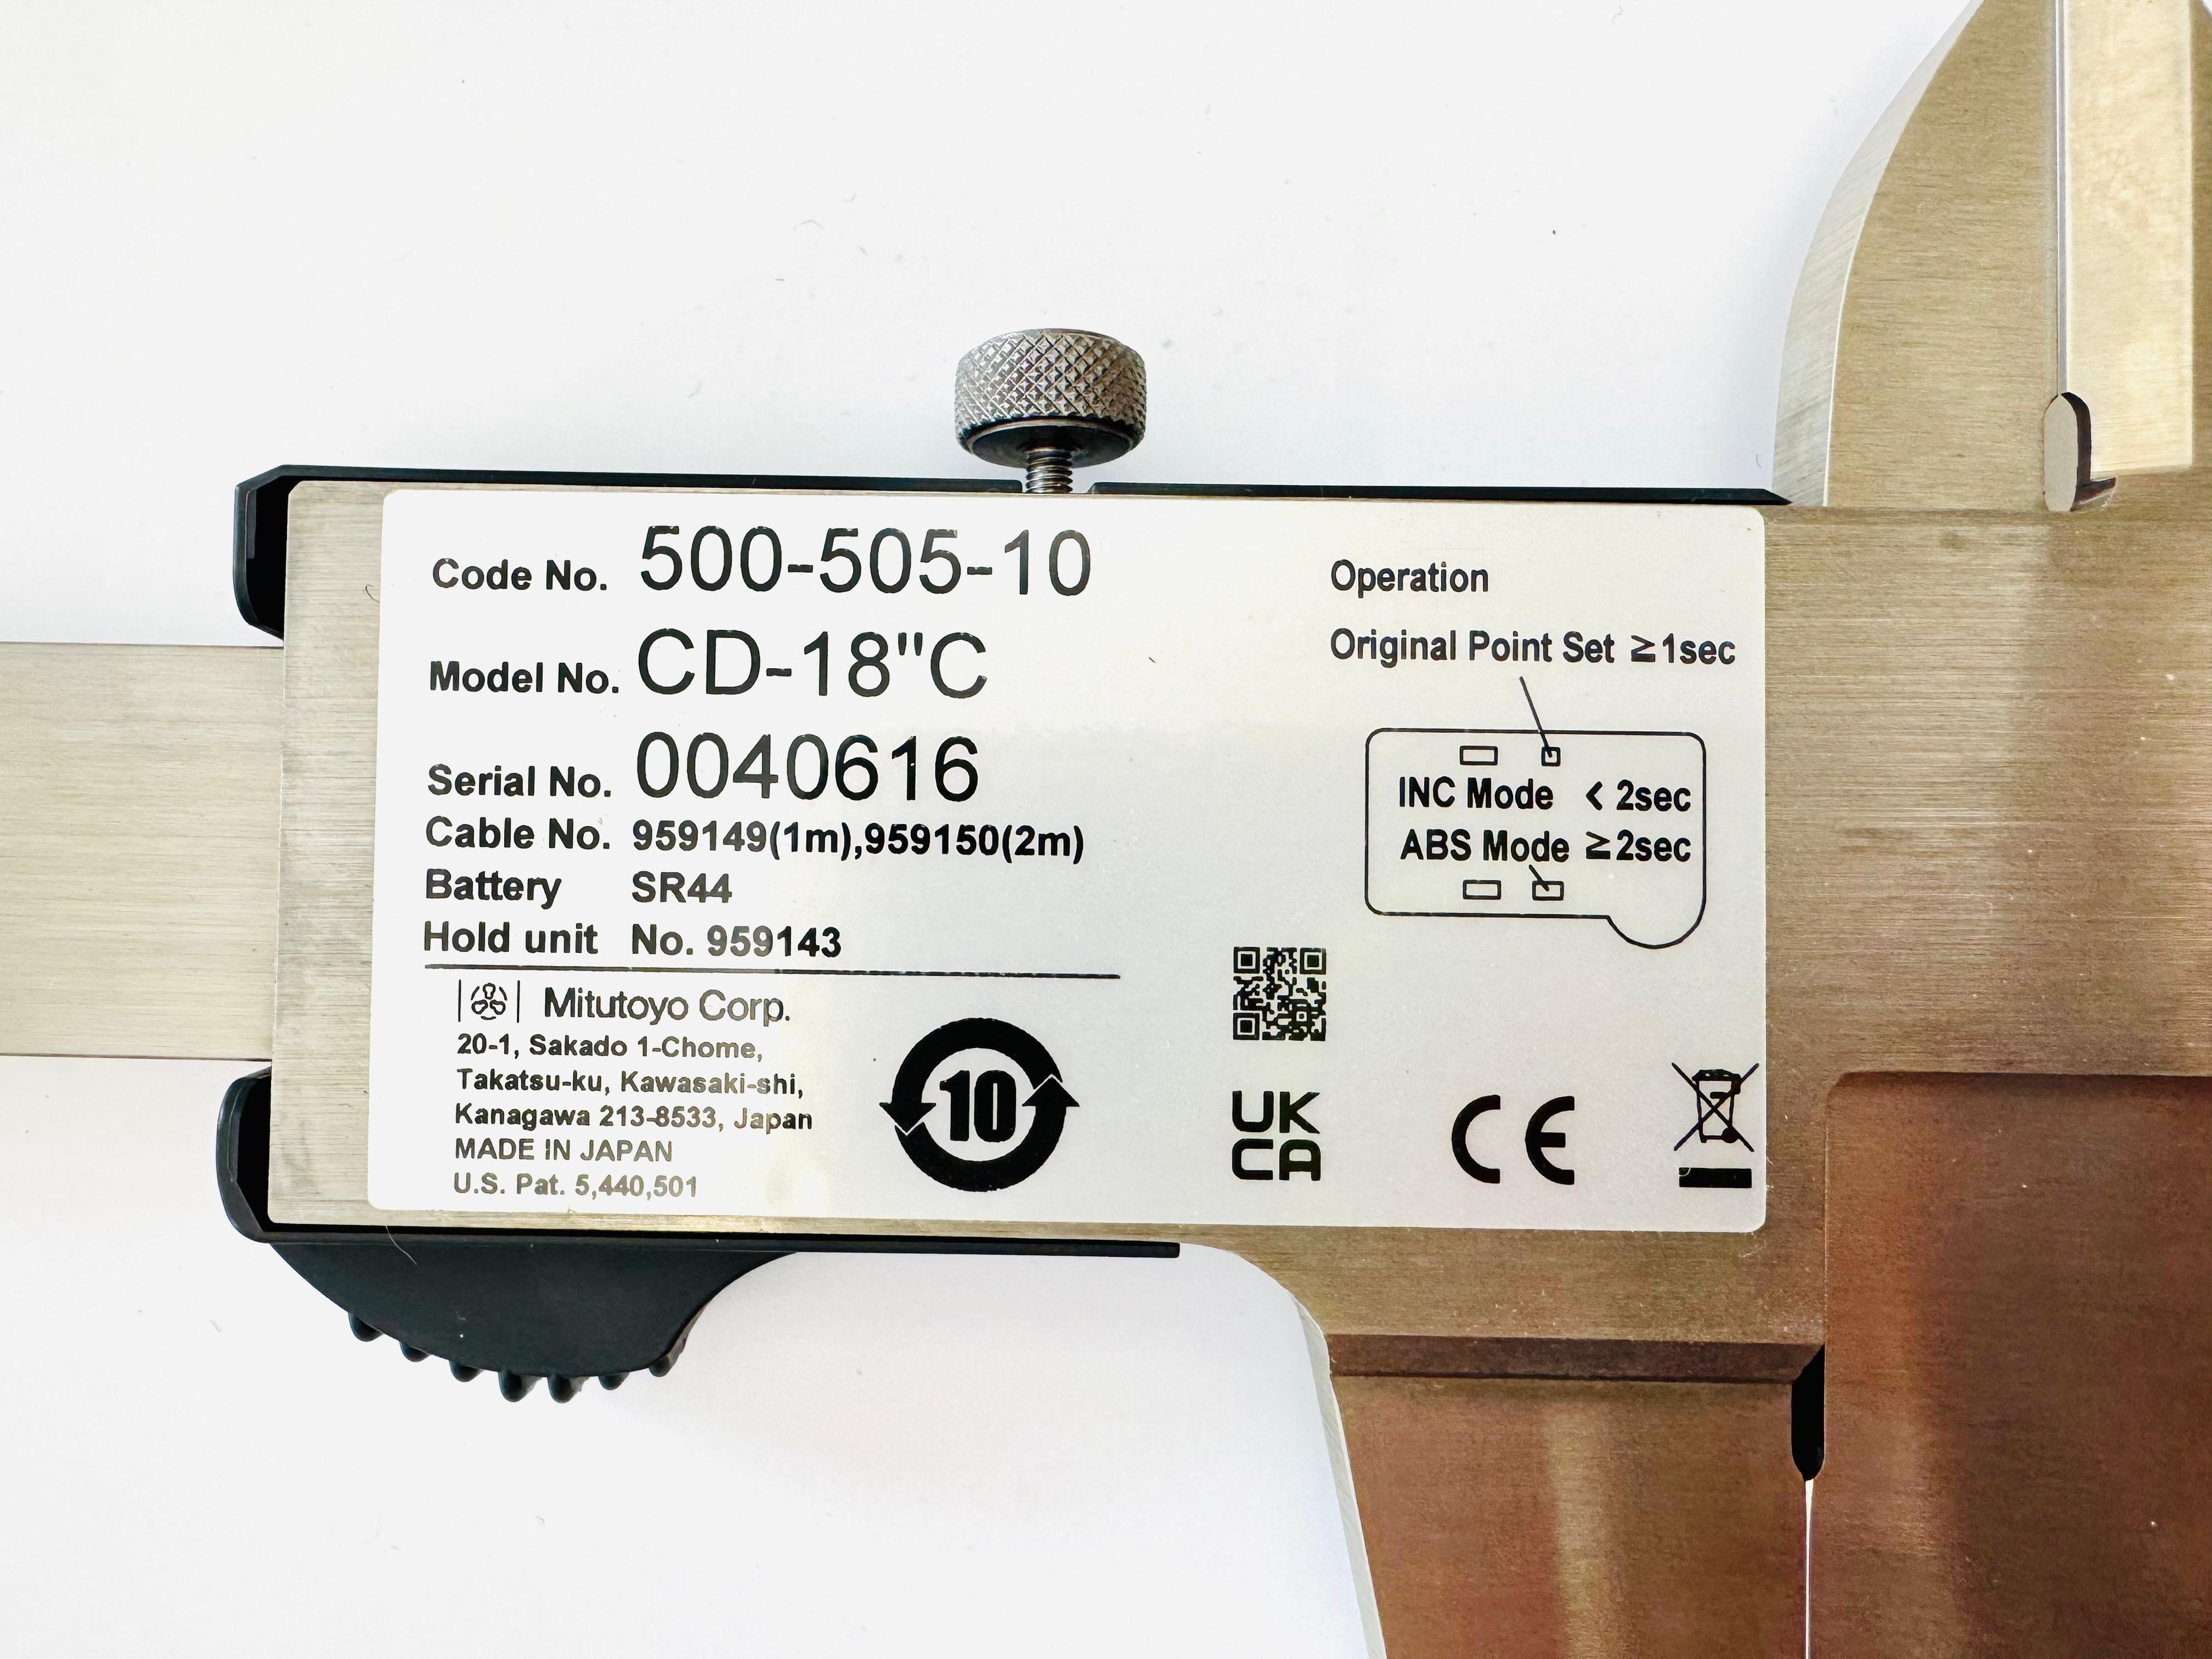 Code No. 500-505-10
Model No. CD-18"C
Serial No. 0040616
Cable No. 959149(1m),959150(2m)
Battery SR44
Hold unit No. 959143
Mitutoyo Corp.
20-1, Sakado 1-Chome,
Takatsu-ku, Kawasaki-shi,
Kanagawa 213-8533, Japan
MADE IN JAPAN
U.S. Pat. 5,440,501
10
Operation
Original Point Set ≥1sec
INC Mode < 2sec
ABS Mode ≥2sec
UK
CA
CE